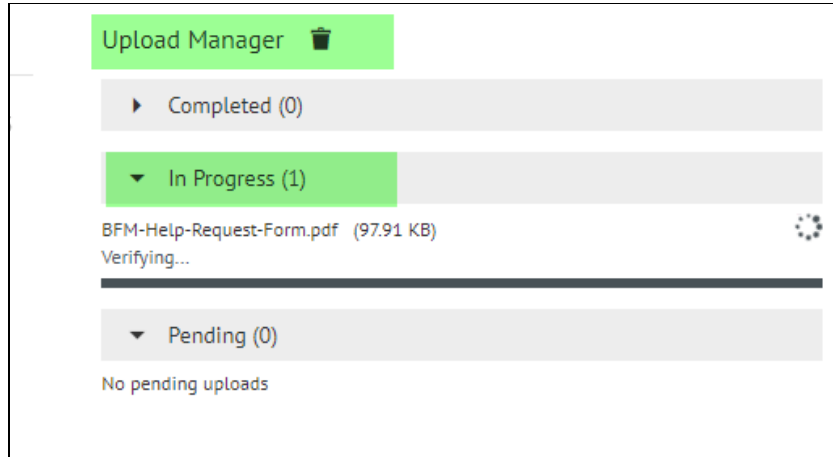 Upload Manager
Completed (0)
In Progress (1)
BFM-Help-Request-Form.pdf (97.91 KB)
Verifying...
Pending (0)
No pending uploads